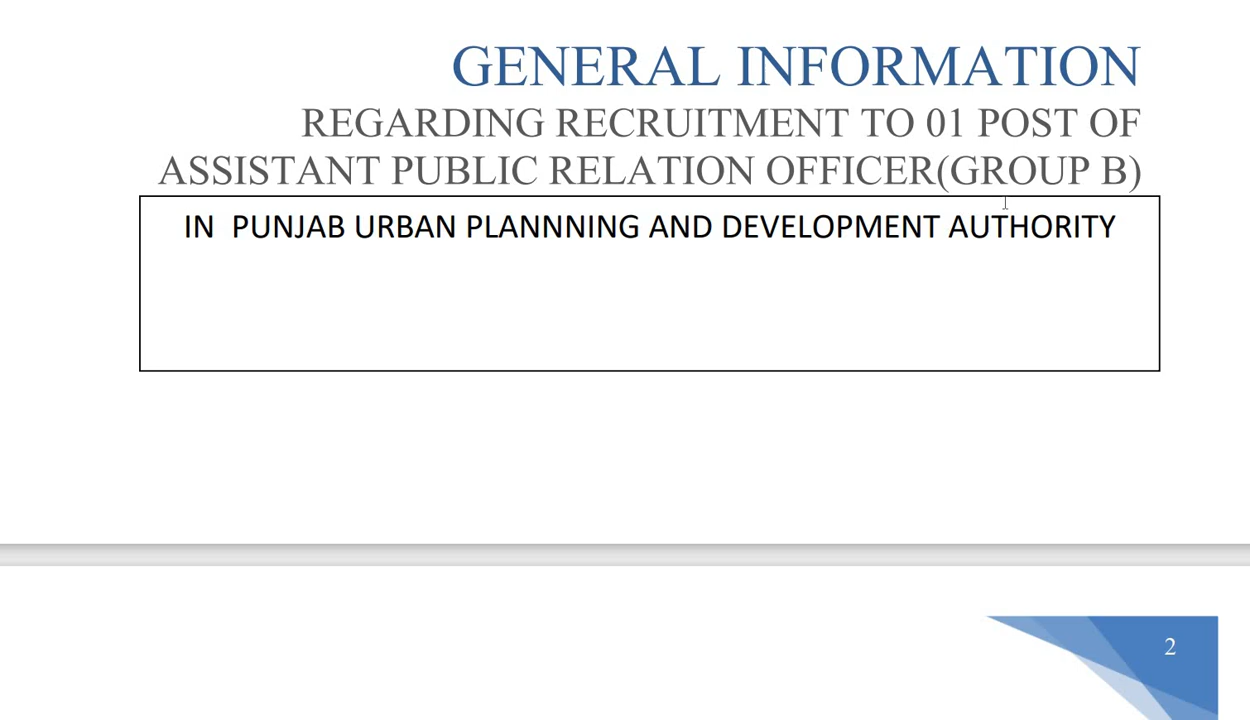 GENERAL INFORMATION
REGARDING RECRUITMENT TO 01 POST OF
ASSISTANT PUBLIC RELATION OFFICER(GROUP B)
IN  PUNJAB URBAN PLANNNING AND DEVELOPMENT AUTHORITY
2